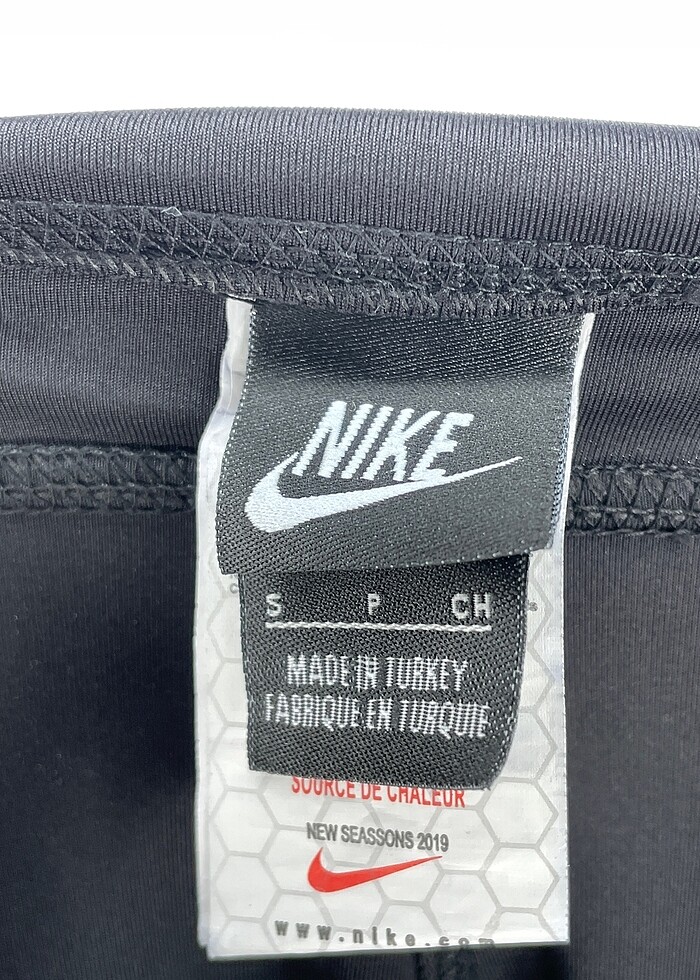 NIKE
S P CH
MADE IN TURKEY
FABRIQUE EN TURQUIE
SOURCE DE CHALEUR
NEW SEASSONS 2019
www.nike.com